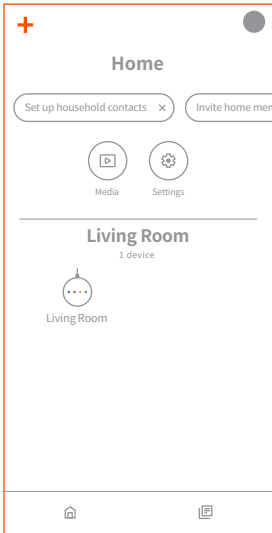 Home
Set up household contacts ×
Invite home mem
Media
Settings
Living Room
1 device
Living Room